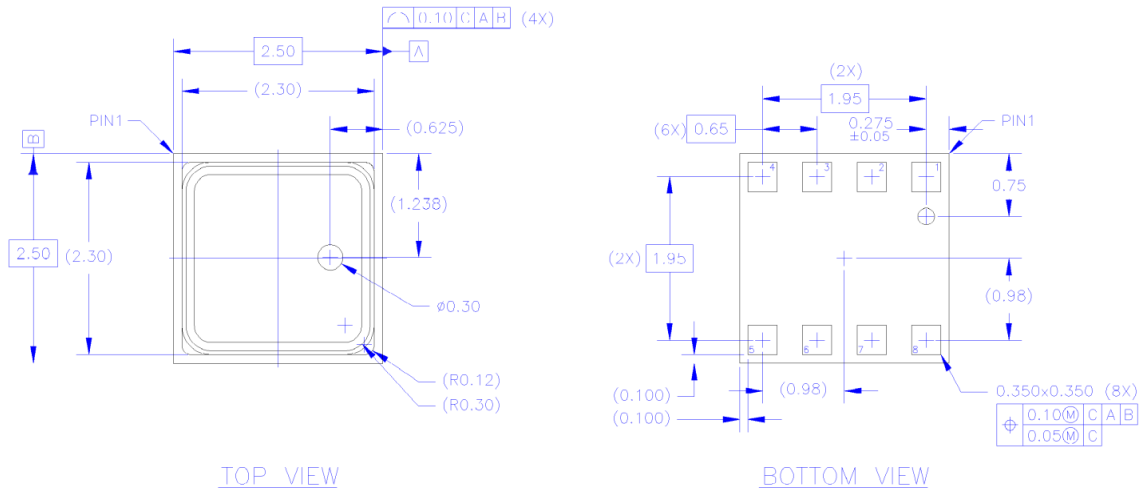 0.10 C A B (4X)
2.50
A
(2.30)
PIN1
(0.625)
B
(1.238)
2.50
(2.30)
ø0.30
(R0.12)
(R0.30)
TOP VIEW
(2X)
1.95
(6X) 0.65
0.275
±0.05
PIN1
4
3
2
1
0.75
(2X) 1.95
(0.98)
5
6
7
8
(0.100)
(0.98)
0.350x0.350 (8X)
(0.100)
0.10Ⓜ C A B
0.05Ⓜ C
BOTTOM VIEW